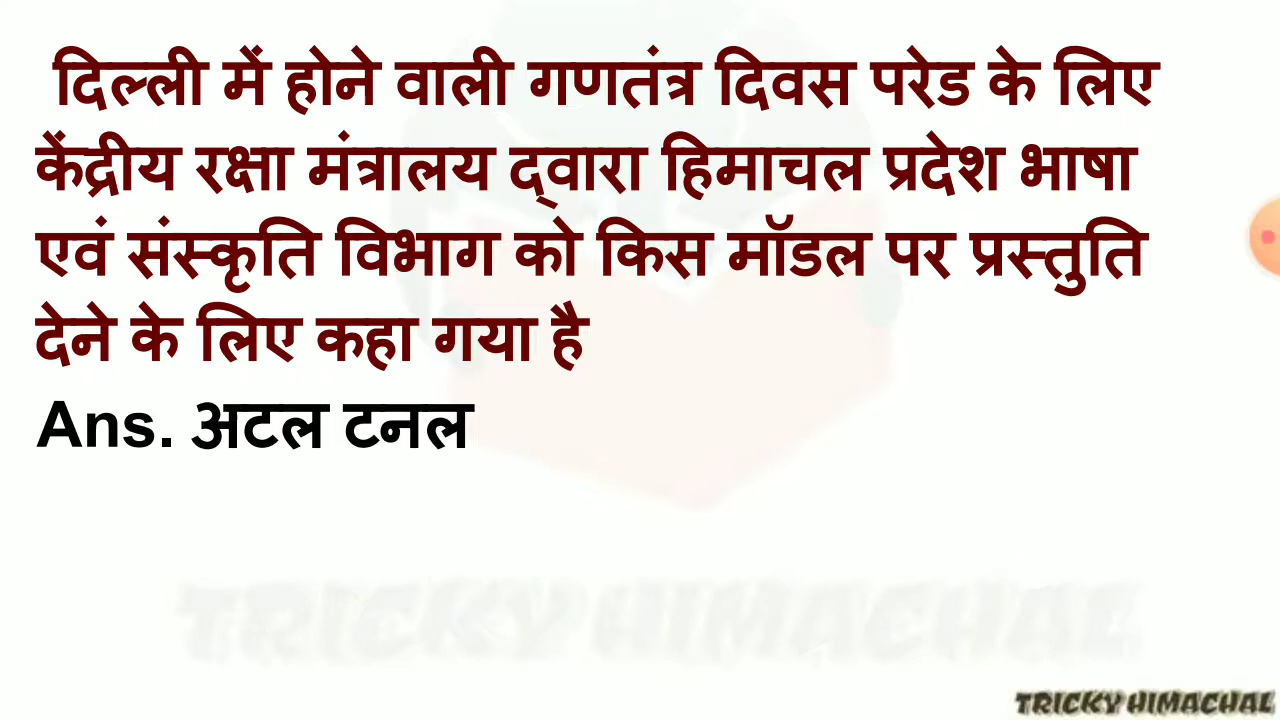 दिल्ली में होने वाली गणतंत्र दिवस परेड के लिए
केंद्रीय रक्षा मंत्रालय द्वारा हिमाचल प्रदेश भाषा
एवं संस्कृति विभाग को किस मॉडल पर प्रस्तुति
देने के लिए कहा गया है
Ans. अटल टनल
TRICKY HIMACHAL
TRICKY HIMACHAL